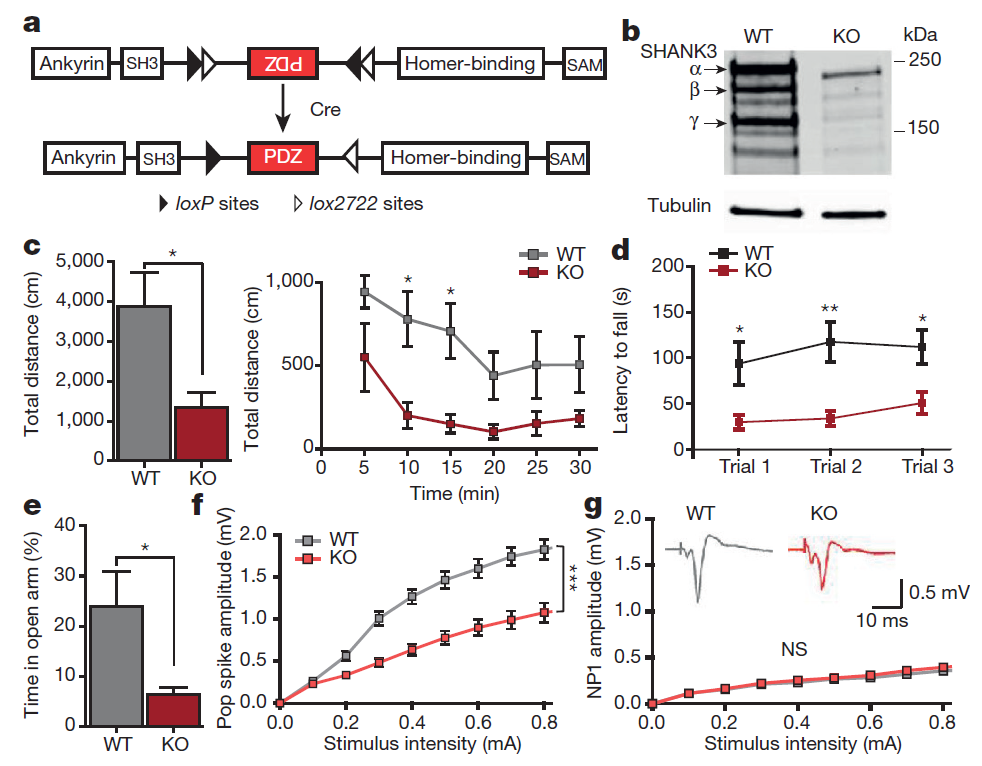 a
Ankyrin SH3 PDZ Homer-binding SAM
Cre
Ankyrin SH3 PDZ Homer-binding SAM
loxP sites lox2722 sites
b
WT KO kDa
SHANK3
α
β
γ
250
150
Tubulin
c
Total distance (cm)
5,000
4,000
3,000
2,000
1,000
0
*
WT KO
Total distance (cm)
1,000
500
0
WT
KO
* *
0 5 10 15 20 25 30
Time (min)
d
Latency to fall (s)
200
150
100
50
0
WT
KO
* ** *
Trial 1 Trial 2 Trial 3
e
Time in open arm (%)
40
30
20
10
0
*
WT KO
f
Pop spike amplitude (mV)
2.0
1.5
1.0
0.5
0.0
WT
KO
***
0.0 0.2 0.4 0.6 0.8
Stimulus intensity (mA)
g
NP1 amplitude (mV)
2.0
1.5
1.0
0.5
0.0
WT KO
0.5 mV
10 ms
NS
0.0 0.2 0.4 0.6 0.8
Stimulus intensity (mA)